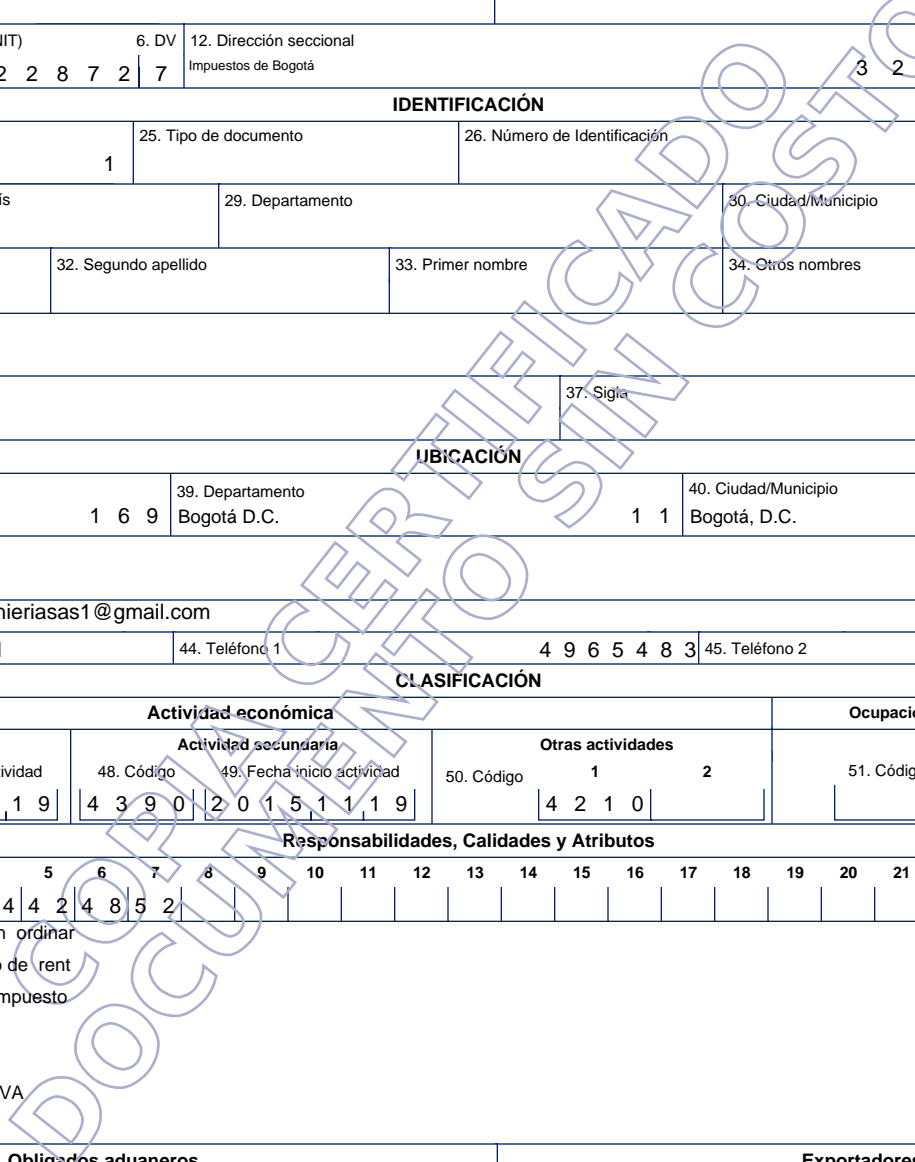 NIT) 6. DV 12. Dirección seccional
2 2 8 7 2 7 Impuestos de Bogotá 3 2
IDENTIFICACIÓN
25. Tipo de documento 26. Número de Identificación
1
ís 29. Departamento 30. Ciudad/Municipio
32. Segundo apellido 33. Primer nombre 34. Otros nombres
37. Sigla
UBICACIÓN
39. Departamento 40. Ciudad/Municipio
1 6 9 Bogotá D.C. 1 1 Bogotá, D.C.
nieriasas1@gmail.com
44. Teléfono 1 4 9 6 5 4 8 3 45. Teléfono 2
CLASIFICACIÓN
Actividad económica Ocupació
Actividad secundaria Otras actividades
ividad 48. Código 49. Fecha inicio actividad 50. Código 1 2 51. Códig
1 9 4 3 9 0 2 0 1 5 1 1 1 9 4 2 1 0
Responsabilidades, Calidades y Atributos
5 6 7 8 9 10 11 12 13 14 15 16 17 18 19 20 21
4 4 2 4 8 5 2
n ordinar
o de rent
mpuesto
VA
Obligados aduaneros Exportadores
COPIA CERTIFICADO
DOCUMENTO SIN COSTO